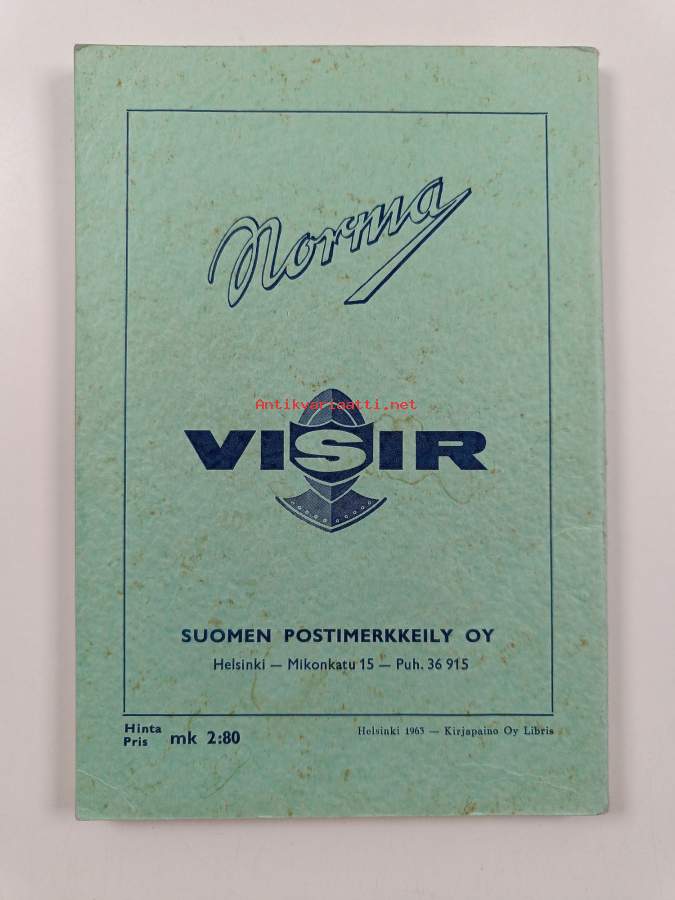 Norma
Antikvariaatti.net
VISIR
SUOMEN POSTIMERKKEILY OY
Helsinki — Mikonkatu 15 — Puh. 36 915
Hinta
Pris mk 2:80
Helsinki 1963 — Kirjapaino Oy Libris